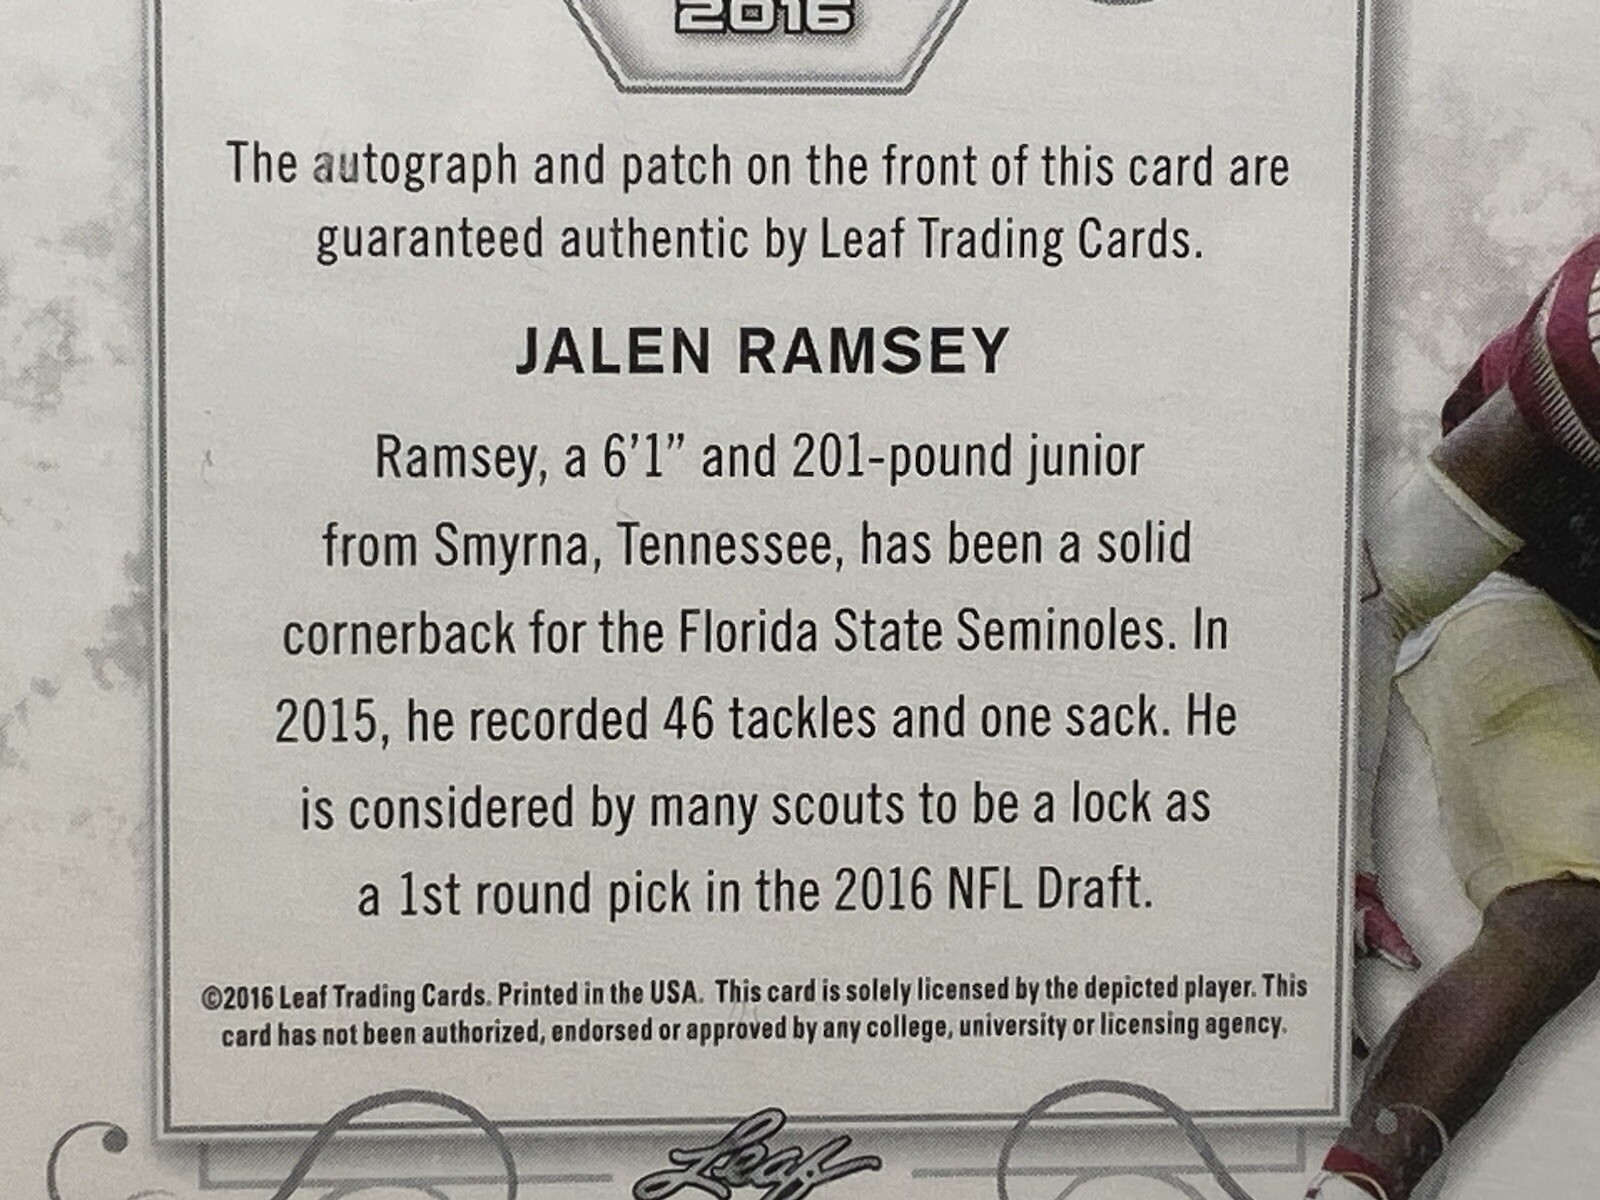 2016
The autograph and patch on the front of this card are
guaranteed authentic by Leaf Trading Cards.
JALEN RAMSEY
Ramsey, a 6’1” and 201-pound junior
from Smyrna, Tennessee, has been a solid
cornerback for the Florida State Seminoles. In
2015, he recorded 46 tackles and one sack. He
is considered by many scouts to be a lock as
a 1st round pick in the 2016 NFL Draft.
©2016 Leaf Trading Cards. Printed in the USA. This card is solely licensed by the depicted player. This
card has not been authorized, endorsed or approved by any college, university or licensing agency.
Leaf